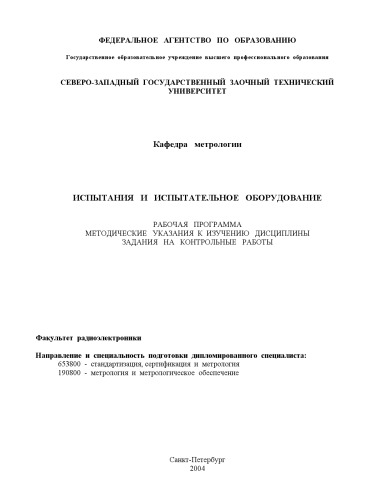 ФЕДЕРАЛЬНОЕ АГЕНТСТВО ПО ОБРАЗОВАНИЮ
Государственное образовательное учреждение высшего профессионального образования
СЕВЕРО-ЗАПАДНЫЙ ГОСУДАРСТВЕННЫЙ ЗАОЧНЫЙ ТЕХНИЧЕСКИЙ
УНИВЕРСИТЕТ
Кафедра метрологии
ИСПЫТАНИЯ И ИСПЫТАТЕЛЬНОЕ ОБОРУДОВАНИЕ
РАБОЧАЯ ПРОГРАММА
МЕТОДИЧЕСКИЕ УКАЗАНИЯ К ИЗУЧЕНИЮ ДИСЦИПЛИНЫ
ЗАДАНИЯ НА КОНТРОЛЬНЫЕ РАБОТЫ
Факультет радиоэлектроники
Направление и специальность подготовки дипломированного специалиста:
653800 - стандартизация, сертификация и метрология
190800 - метрология и метрологическое обеспечение
Санкт-Петербург
2004